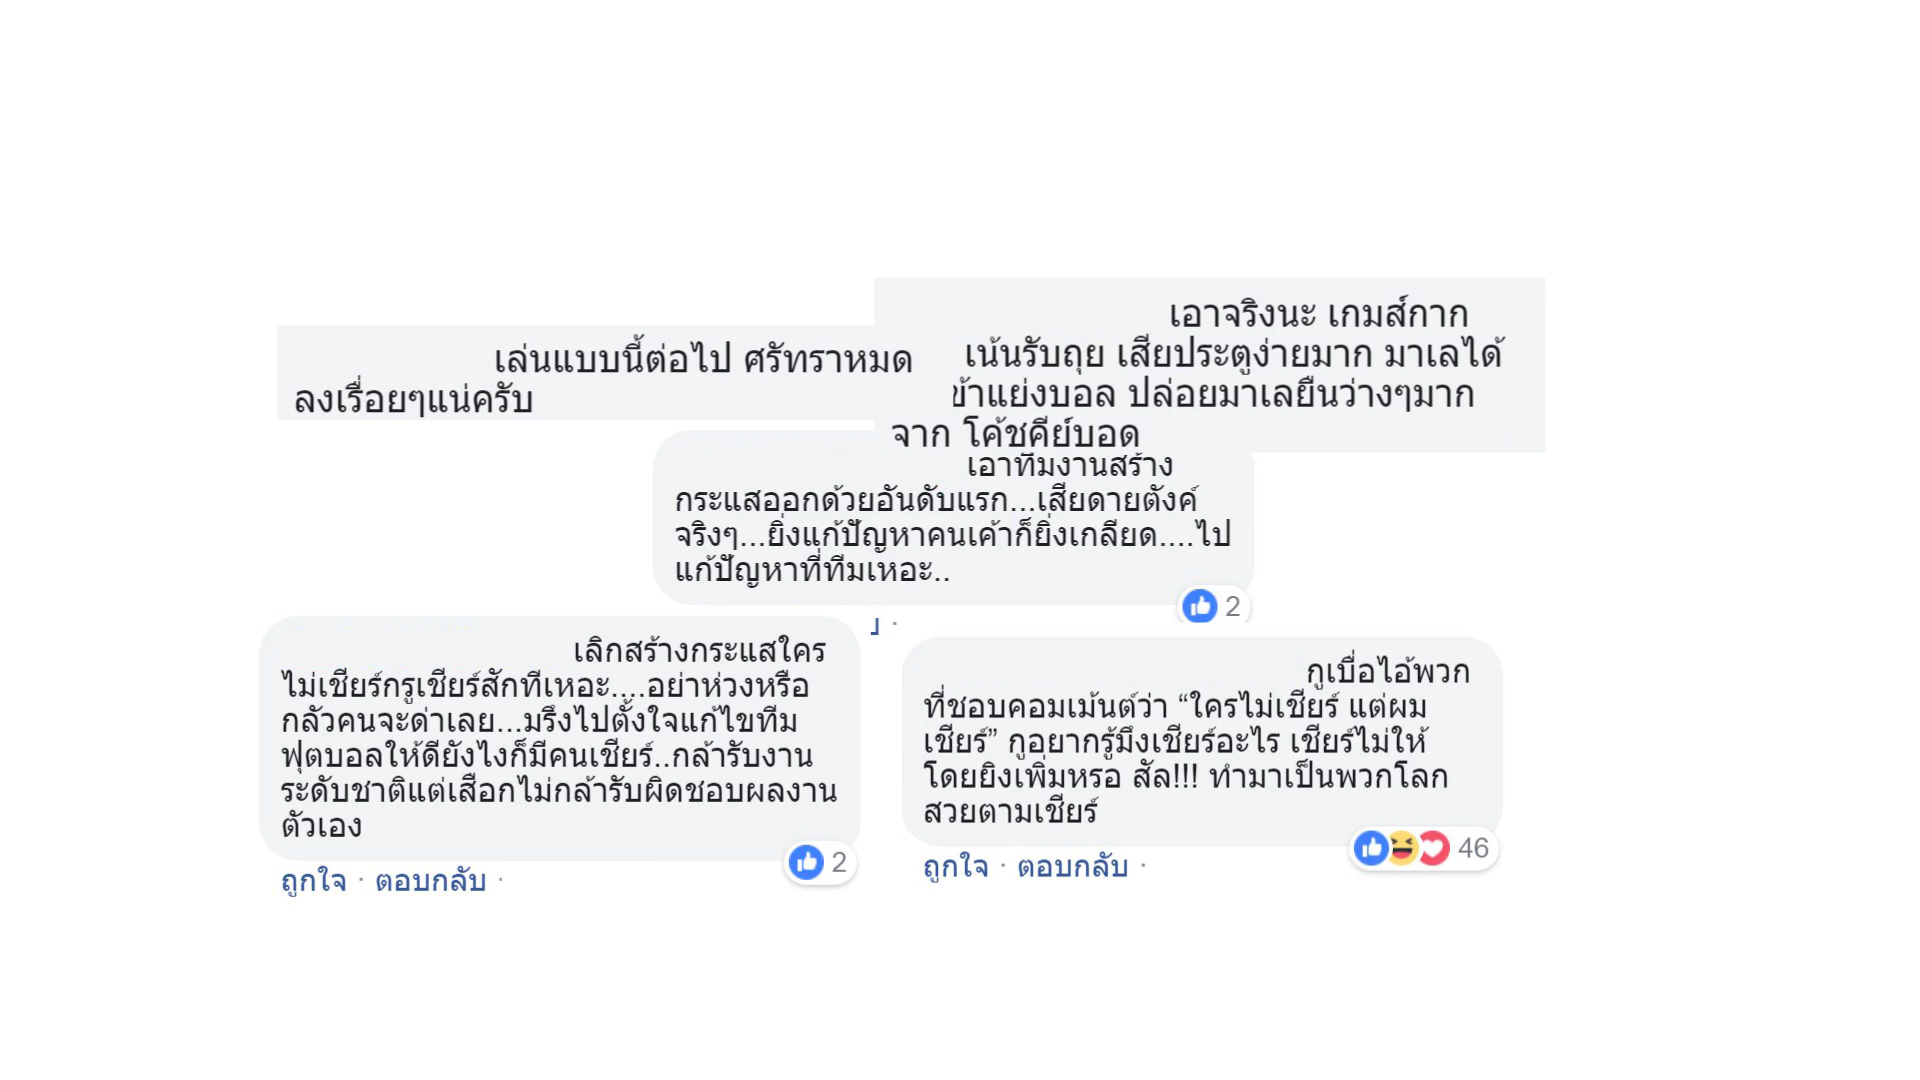 เล่นแบบนี้ต่อไป ศรัทราหมด
ลงเรื่อยๆแน่ครับ
เอาจริงนะ เกมส์กาก
เน้นรับถุย เสียประตูง่ายมาก มาเลได้
ข้าแย่งบอล ปล่อยมาเลยืนว่างๆมาก
จาก โค้ชคีย์บอด
เอาทีมงานสร้าง
กระแสออกด้วยอันดับแรก...เสียดายตังค์
จริงๆ...ยิ่งแก้ปัญหาคนเค้าก็ยิ่งเกลียด....ไป
แก้ปัญหาที่ทีมเหอะ..
2
เลิกสร้างกระแสใคร
ไม่เชียร์กรูเชียร์สักทีเหอะ....อย่าห่วงหรือ
กลัวคนจะด่าเลย...มรึงไปตั้งใจแก้ไขทีม
ฟุตบอลให้ดียังไงก็มีคนเชียร์..กล้ารับงาน
ระดับชาติแต่เสือกไม่กล้ารับผิดชอบผลงาน
ตัวเอง
2
ถูกใจ · ตอบกลับ ·
กูเบื่อไอ้พวก
ที่ชอบคอมเม้นต์ว่า “ใครไม่เชียร์ แต่ผม
เชียร์” กูอยากรู้มึงเชียร์อะไร เชียร์ไม่ให้
โดยยิงเพิ่มหรอ สัล!!! ทำมาเป็นพวกโลก
สวยตามเชียร์
46
ถูกใจ · ตอบกลับ ·